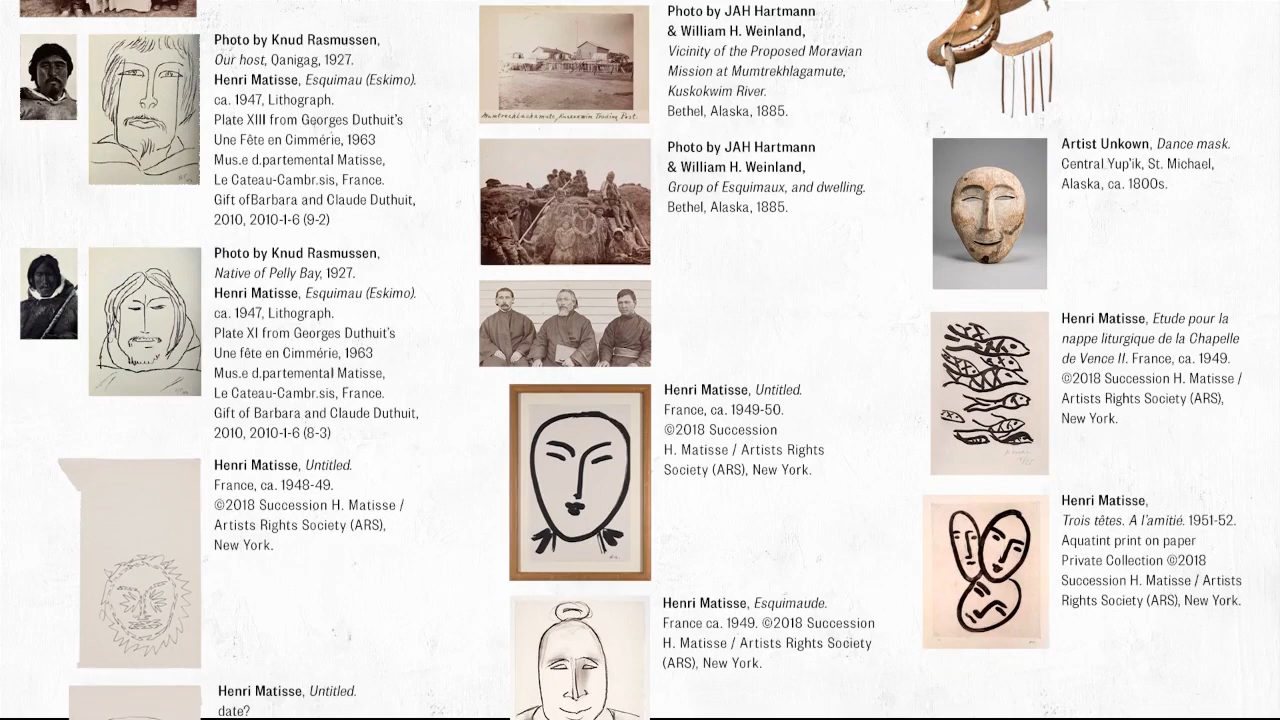 Photo by Knud Rasmussen,
Our host, Qanigag, 1927.
Henri Matisse, Esquimau (Eskimo).
ca. 1947, Lithograph.
Plate XIII from Georges Duthuit's
Une Fête en Cimmérie, 1963
Mus.e d.partemental Matisse,
Le Cateau-Cambr.sis, France.
Gift ofBarbara and Claude Duthuit,
2010, 2010-1-6 (9-2)
Photo by Knud Rasmussen,
Native of Pelly Bay, 1927.
Henri Matisse, Esquimau (Eskimo).
ca. 1947, Lithograph.
Plate XI from Georges Duthuit's
Une fête en Cimmérie, 1963
Mus.e d.partemental Matisse,
Le Cateau-Cambr.sis, France.
Gift of Barbara and Claude Duthuit,
2010, 2010-1-6 (8-3)
Henri Matisse, Untitled.
France, ca. 1948-49.
©2018 Succession H. Matisse /
Artists Rights Society (ARS),
New York.
Henri Matisse, Untitled.
date?
Photo by JAH Hartmann
& William H. Weinland,
Vicinity of the Proposed Moravian
Mission at Mumtrekhlagamute,
Kuskokwim River.
Bethel, Alaska, 1885.
Trading Post.
Photo by JAH Hartmann
& William H. Weinland,
Group of Esquimaux, and dwelling.
Bethel, Alaska, 1885.
Henri Matisse, Untitled.
France, ca. 1949-50.
©2018 Succession
H. Matisse / Artists Rights
Society (ARS), New York.
Henri Matisse, Esquimaude.
France ca. 1949. ©2018 Succession
H. Matisse / Artists Rights Society
(ARS), New York.
Artist Unkown, Dance mask.
Central Yup'ik, St. Michael,
Alaska, ca. 1800s.
Henri Matisse, Etude pour la
nappe liturgique de la Chapelle
de Vence II. France, ca. 1949.
©2018 Succession H. Matisse /
Artists Rights Society (ARS),
New York.
Henri Matisse,
Trois têtes. A l'amitié. 1951-52.
Aquatint print on paper
Private Collection ©2018
Succession H. Matisse / Artists
Rights Society (ARS), New York.